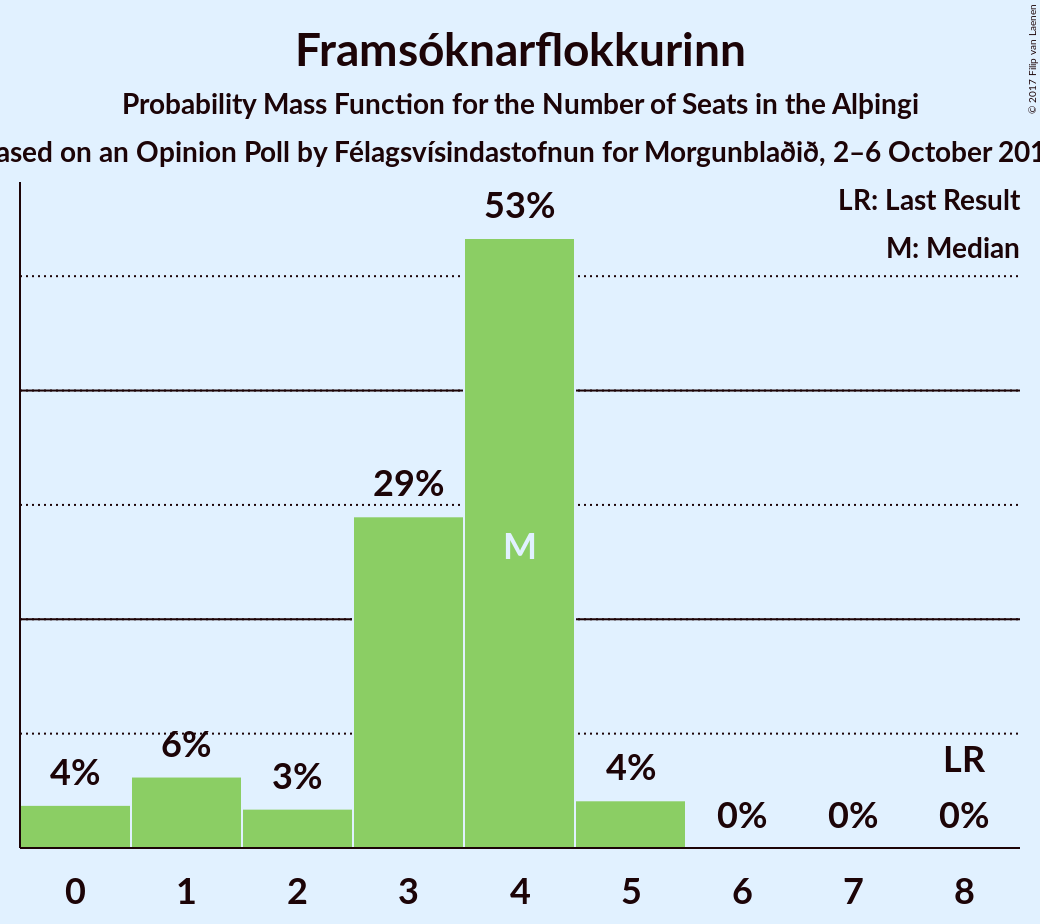 Framsóknarflokkurinn
Probability Mass Function for the Number of Seats in the Alþingi
ased on an Opinion Poll by Félagsvísindastofnun for Morgunblaðið, 2–6 October 201
© 2017 Filip van Laenen
LR: Last Result
M: Median
53%
29%
M
6%
4%
3%
4%
LR
0%
0%
0%
0
1
2
3
4
5
6
7
8